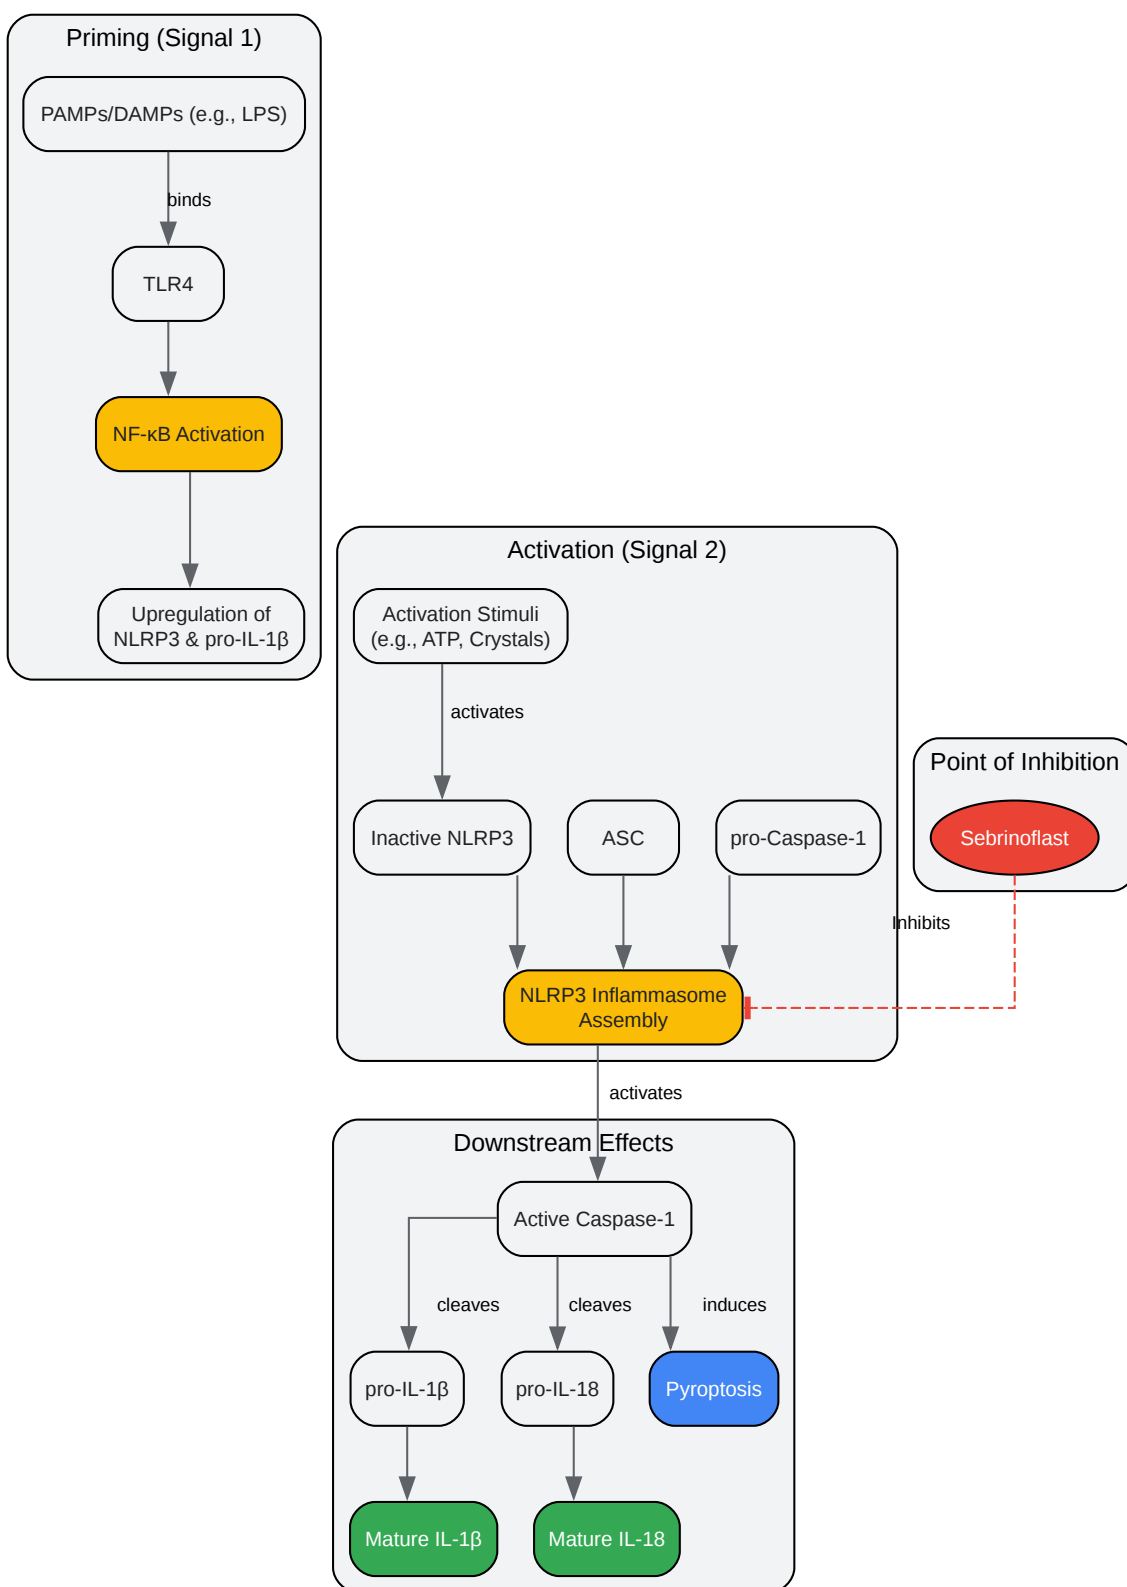 Priming (Signal 1)
PAMPs/DAMPs (e.g., LPS)
binds
TLR4
NF-κB Activation
Upregulation of
NLRP3 & pro-IL-1β
Activation (Signal 2)
Activation Stimuli
(e.g., ATP, Crystals)
activates
Inactive NLRP3
ASC
pro-Caspase-1
Point of Inhibition
Sebrinoflast
Inhibits
NLRP3 Inflammasome
Assembly
activates
Downstream Effects
Active Caspase-1
cleaves
cleaves
induces
pro-IL-1β
pro-IL-18
Pyroptosis
Mature IL-1β
Mature IL-18